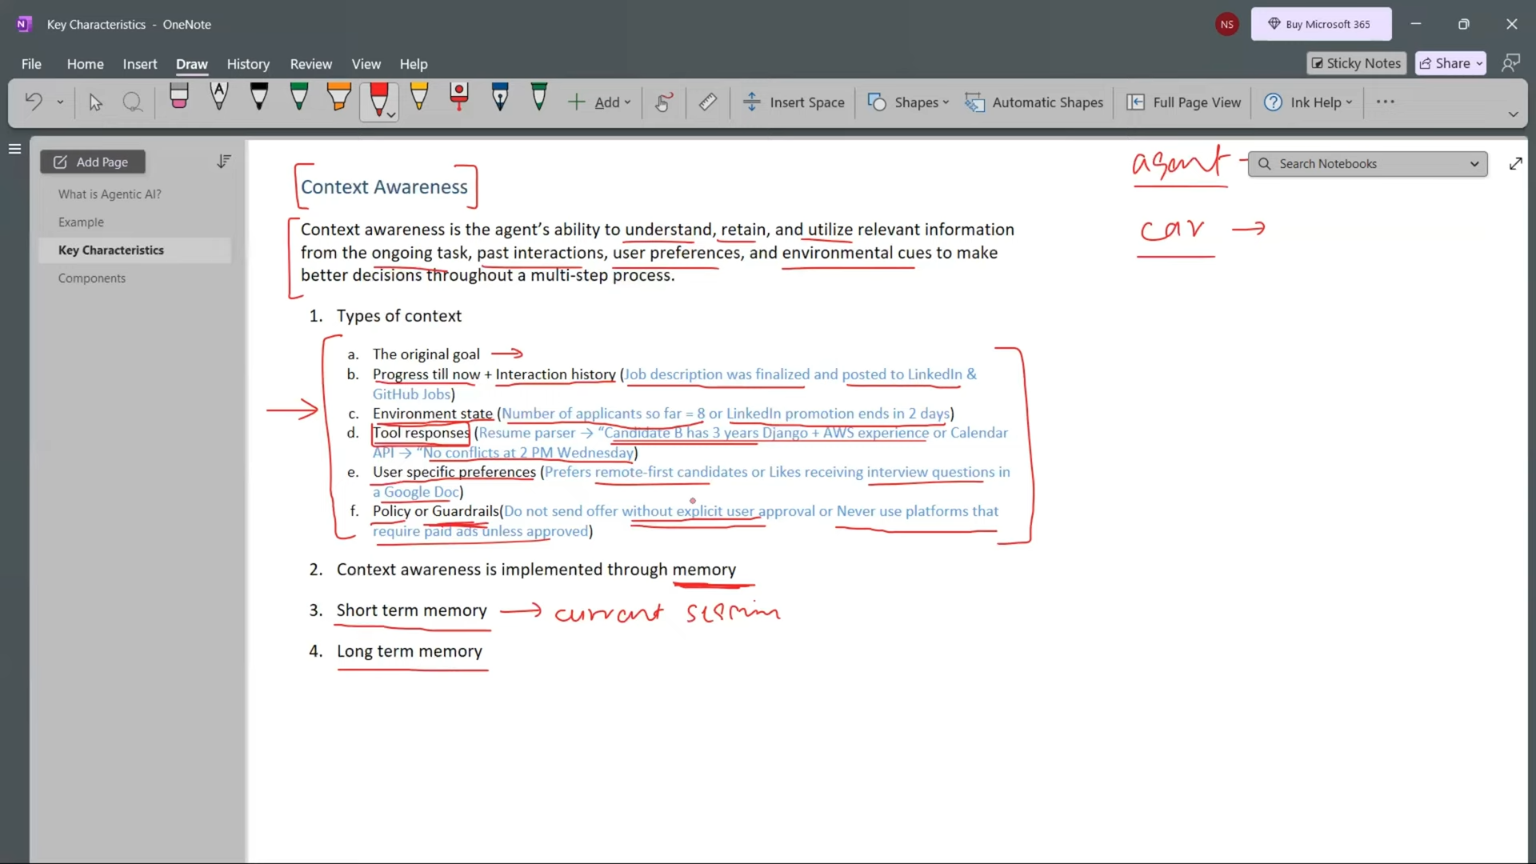 Key Characteristics - OneNote
NS
Buy Microsoft 365
File Home Insert Draw History Review View Help
Sticky Notes
Share
Add
Insert Space
Shapes
Automatic Shapes
Full Page View
Ink Help
Add Page
What is Agentic AI?
Example
Key Characteristics
Components
Search Notebooks
agent -
car →
Context Awareness
Context awareness is the agent's ability to understand, retain, and utilize relevant information
from the ongoing task, past interactions, user preferences, and environmental cues to make
better decisions throughout a multi-step process.
1. Types of context
a. The original goal →
b. Progress till now + Interaction history (Job description was finalized and posted to LinkedIn &
GitHub Jobs)
c. Environment state (Number of applicants so far = 8 or LinkedIn promotion ends in 2 days)
d. Tool responses (Resume parser → "Candidate B has 3 years Django + AWS experience or Calendar
API → "No conflicts at 2 PM Wednesday)
e. User specific preferences (Prefers remote-first candidates or Likes receiving interview questions in
a Google Doc)
f. Policy or Guardrails(Do not send offer without explicit user approval or Never use platforms that
require paid ads unless approved)
2. Context awareness is implemented through memory
3. Short term memory → current session
4. Long term memory